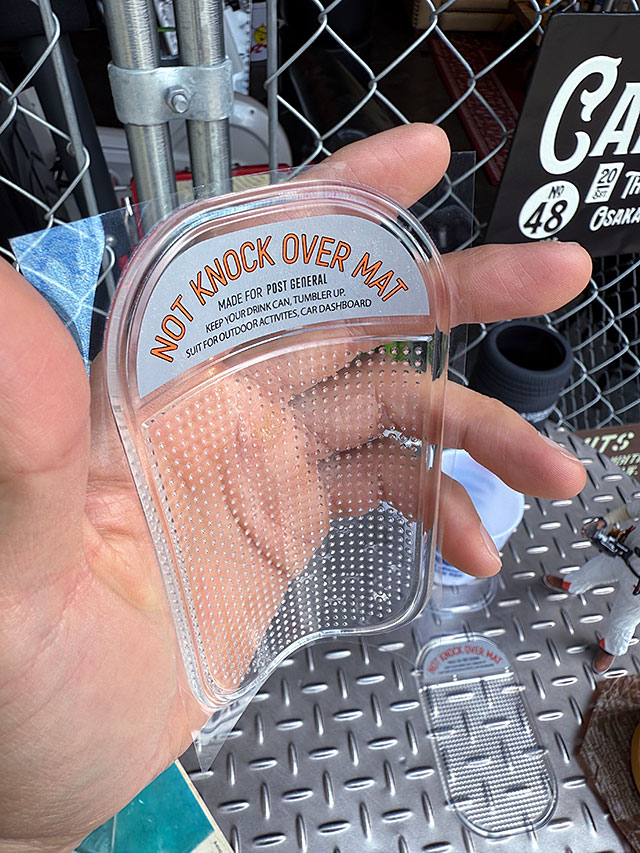 NOT KNOCK OVER MAT
MADE FOR POST GENERAL
KEEP YOUR DRINK CAN, TUMBLER UP.
SUIT FOR OUTDOOR ACTIVITES, CAR DASHBOARD
CA
No
48
20
OSAKA
NOT KNOCK OVER MAT